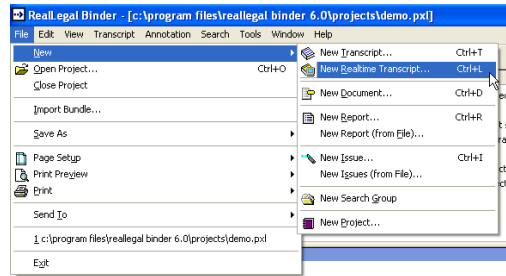 RealLegal Binder - [c:\program files\reallegal binder 6.0\projects\demo.pxl]
File Edit View Transcript Annotation Search Tools Window Help
New
Open Project... Ctrl+O
Close Project
Import Bundle...
Save As
Page Setup
Print Preview
Print
Send To
1 c:\program files\reallegal binder 6.0\projects\demo.pxl
Exit
New Transcript... Ctrl+T
New Realtime Transcript... Ctrl+L
New Document... Ctrl+D
New Report... Ctrl+R
New Report (from File)...
New Issue... Ctrl+I
New Issues (from File)...
New Search Group
New Project...